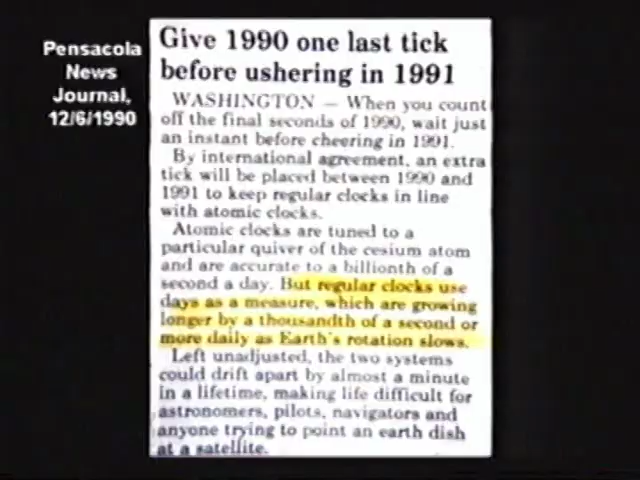 Pensacola
News
Journal,
12/6/1990
Give 1990 one last tick
before ushering in 1991
WASHINGTON — When you count
off the final seconds of 1990, wait just
an instant before cheering in 1991.
By international agreement, an extra
tick will be placed between 1990 and
1991 to keep regular clocks in line
with atomic clocks.
Atomic clocks are tuned to a
particular quiver of the cesium atom
and are accurate to a billionth of a
second a day. But regular clocks use
days as a measure, which are growing
longer by a thousandth of a second or
more daily as Earth's rotation slows.
Left unadjusted, the two systems
could drift apart by almost a minute
in a lifetime, making life difficult for
astronomers, pilots, navigators and
anyone trying to point an earth dish
at a satellite.